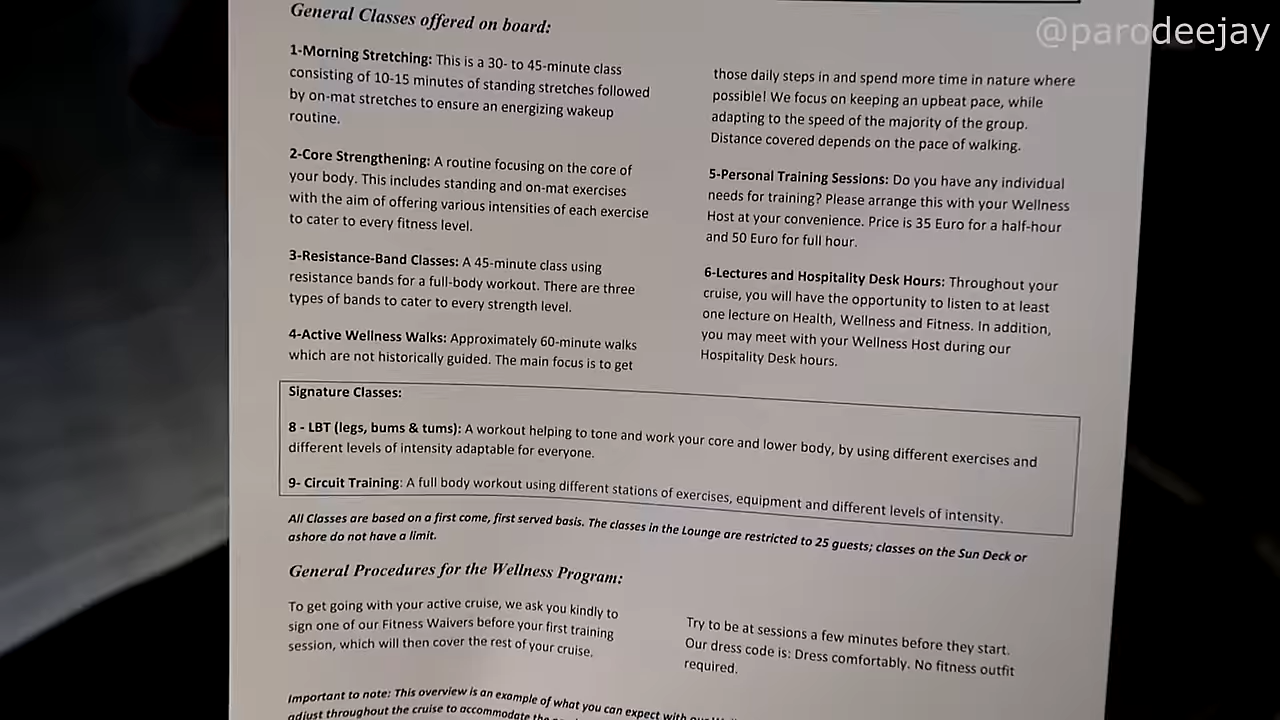 @parodeejay
General Classes offered on board:
1-Morning Stretching: This is a 30- to 45-minute class
consisting of 10-15 minutes of standing stretches followed
by on-mat stretches to ensure an energizing wakeup
routine.
2-Core Strengthening: A routine focusing on the core of
your body. This includes standing and on-mat exercises
with the aim of offering various intensities of each exercise
to cater to every fitness level.
3-Resistance-Band Classes: A 45-minute class using
resistance bands for a full-body workout. There are three
types of bands to cater to every strength level.
4-Active Wellness Walks: Approximately 60-minute walks
which are not historically guided. The main focus is to get
those daily steps in and spend more time in nature where
possible! We focus on keeping an upbeat pace, while
adapting to the speed of the majority of the group.
Distance covered depends on the pace of walking.
5-Personal Training Sessions: Do you have any individual
needs for training? Please arrange this with your Wellness
Host at your convenience. Price is 35 Euro for a half-hour
and 50 Euro for full hour.
6-Lectures and Hospitality Desk Hours: Throughout your
cruise, you will have the opportunity to listen to at least
one lecture on Health, Wellness and Fitness. In addition,
you may meet with your Wellness Host during our
Hospitality Desk hours.
Signature Classes:
8 - LBT (legs, bums & tums): A workout helping to tone and work your core and lower body, by using different exercises and
different levels of intensity adaptable for everyone.
9- Circuit Training: A full body workout using different stations of exercises, equipment and different levels of intensity.
All Classes are based on a first come, first served basis. The classes in the Lounge are restricted to 25 guests; classes on the Sun Deck or
ashore do not have a limit.
General Procedures for the Wellness Program:
To get going with your active cruise, we ask you kindly to
sign one of our Fitness Waivers before your first training
session, which will then cover the rest of your cruise.
Try to be at sessions a few minutes before they start.
Our dress code is: Dress comfortably. No fitness outfit
required.
Important to note: This overview is an example of what you can expect with
adjust throughout the cruise to accommodate the